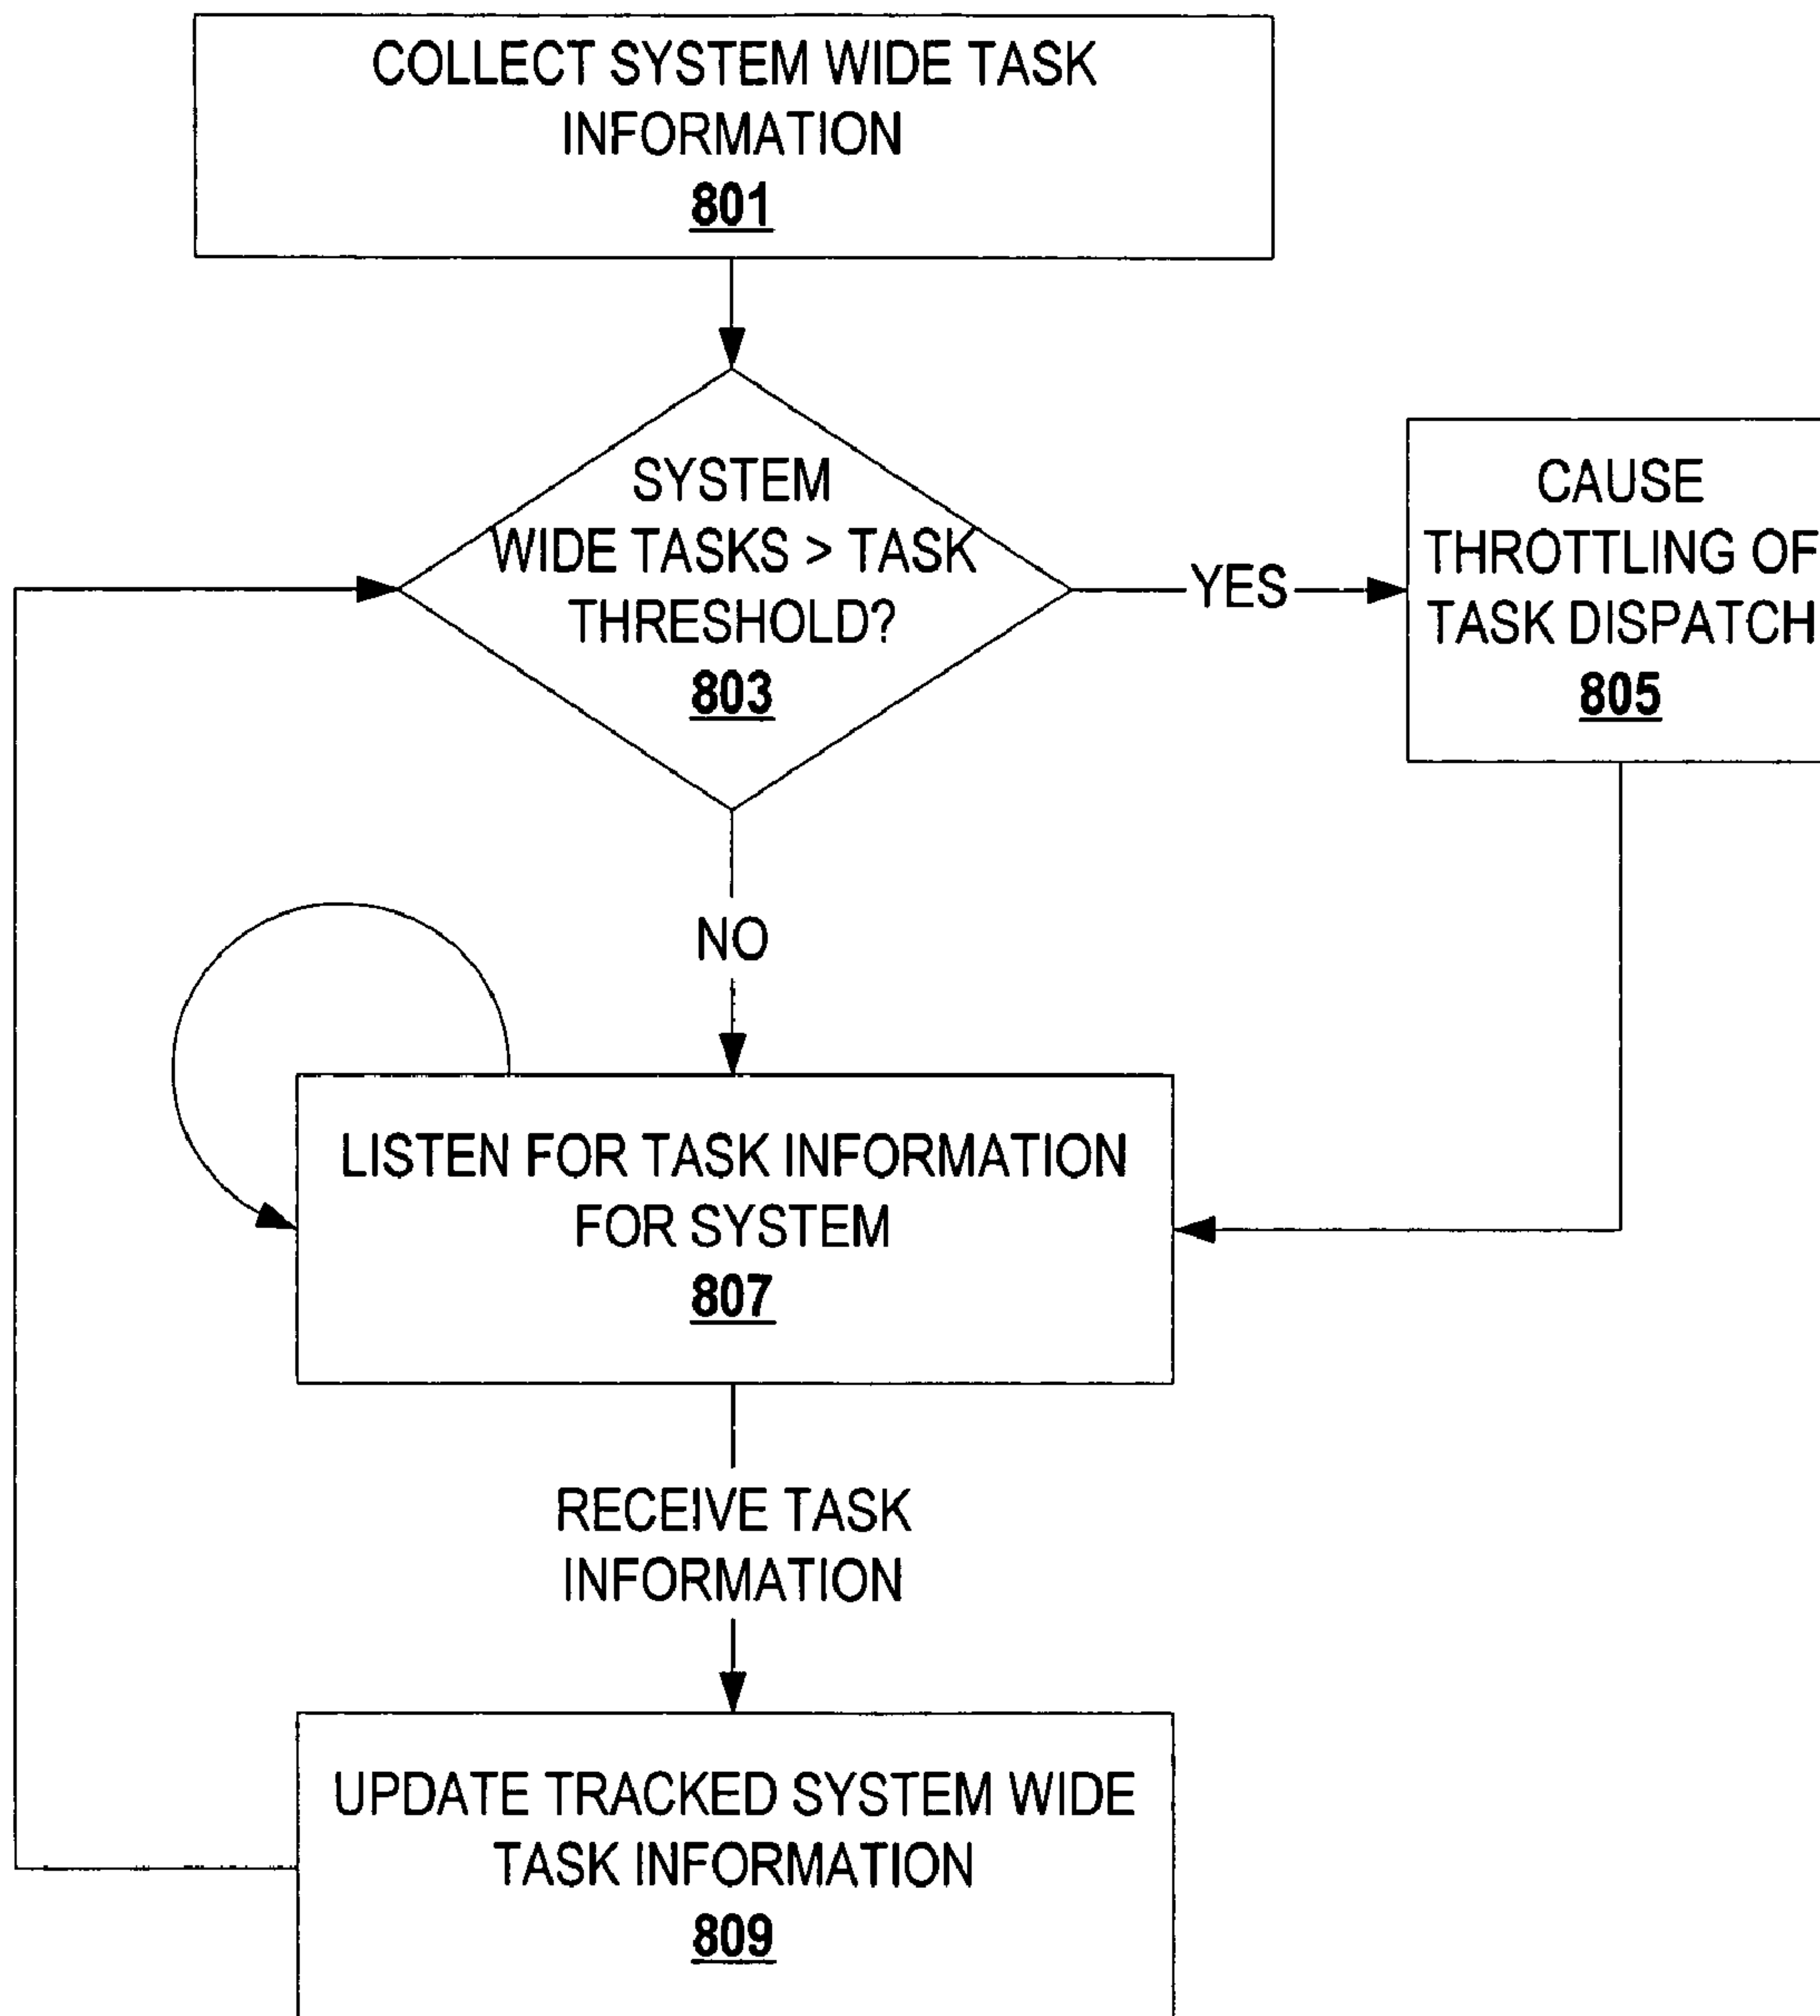 COLLECT SYSTEM WIDE TASK
INFORMATION
801
SYSTEM
WIDE TASKS > TASK
THRESHOLD?
803
YES
CAUSE
THROTTLING OF
TASK DISPATCH
805
NO
LISTEN FOR TASK INFORMATION
FOR SYSTEM
807
RECEIVE TASK
INFORMATION
UPDATE TRACKED SYSTEM WIDE
TASK INFORMATION
809